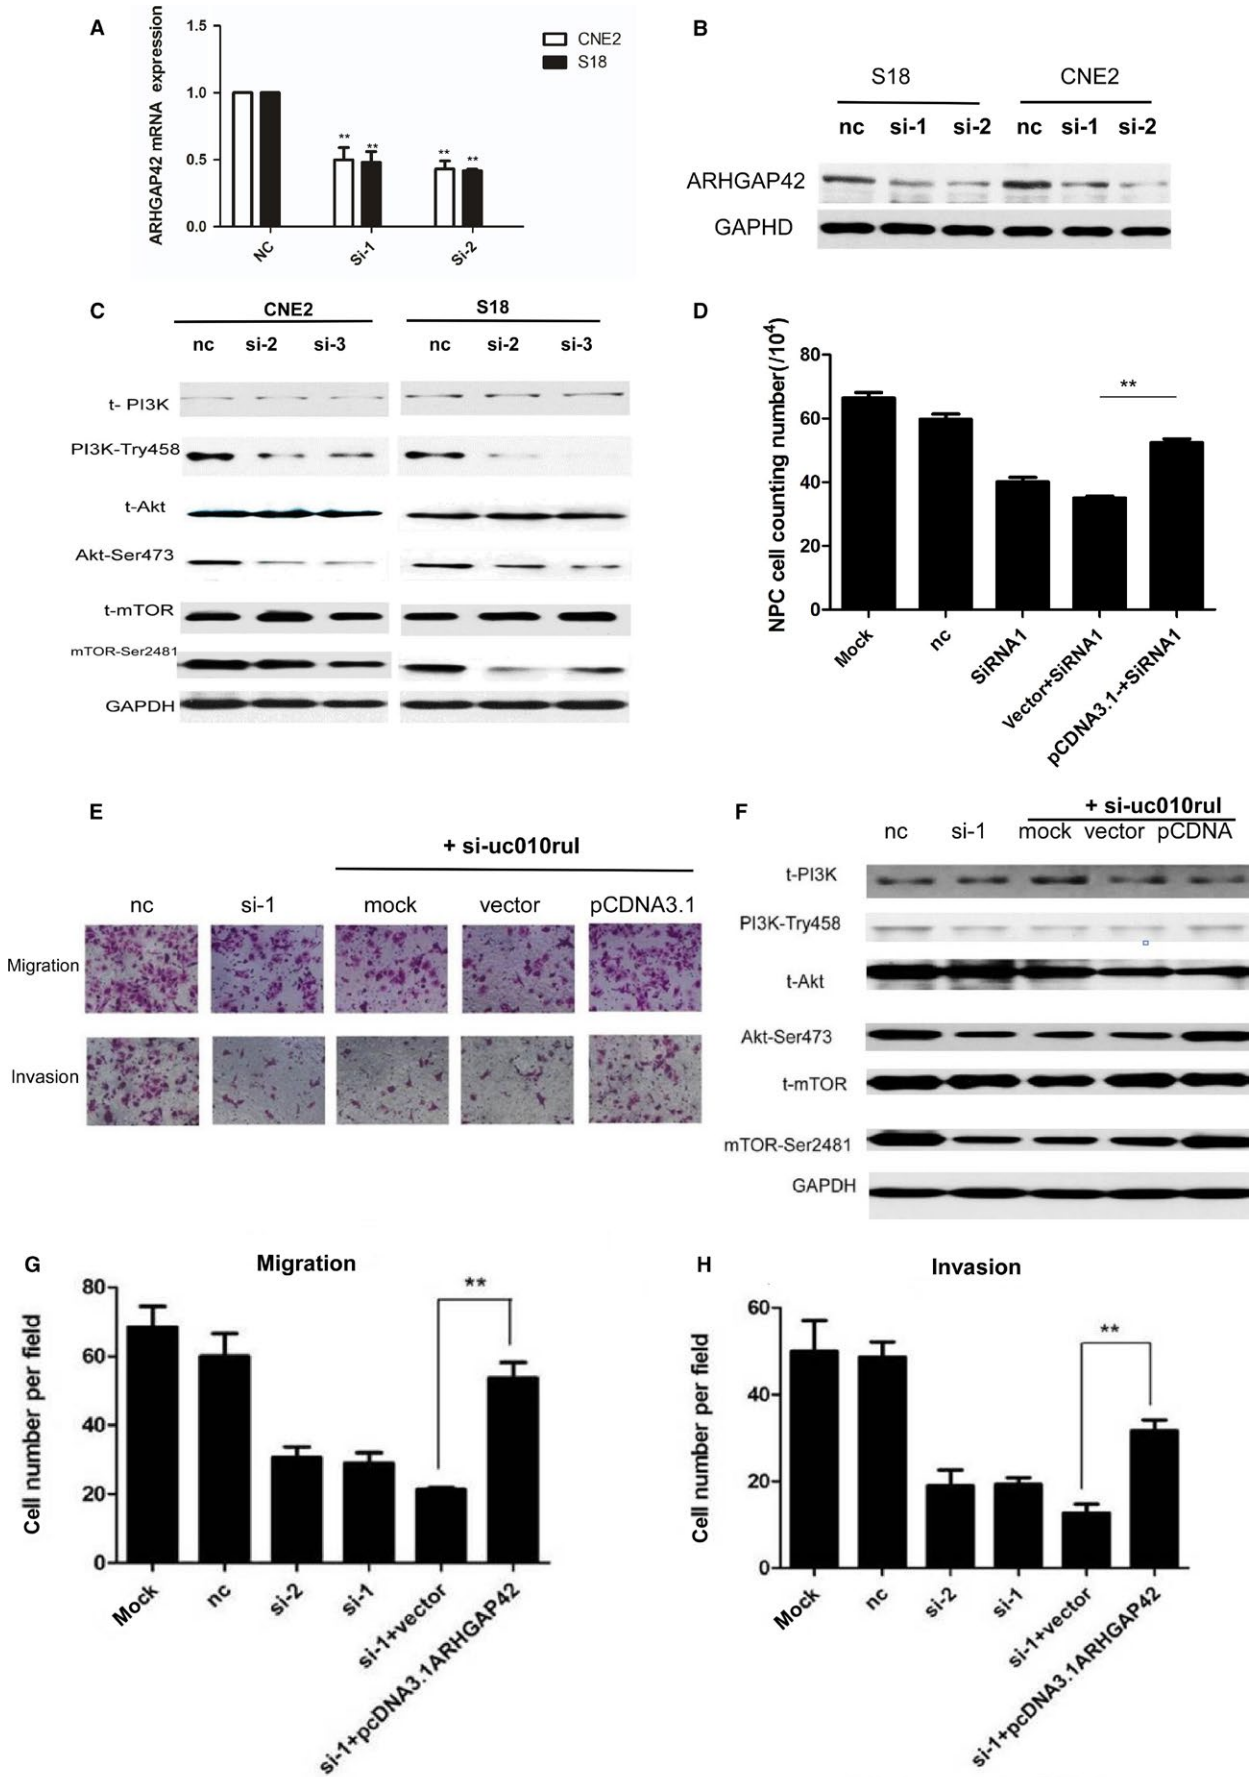 A
ARHGAP42 mRNA expression
1.5
1.0
0.5
0.0
CNE2
S18
** ** ** **
NC Si-1 Si-2
B
S18 CNE2
nc si-1 si-2 nc si-1 si-2
ARHGAP42
GAPHD
C
CNE2 S18
nc si-2 si-3 nc si-2 si-3
t- PI3K
PI3K-Try458
t-Akt
Akt-Ser473
t-mTOR
mTOR-Ser2481
GAPDH
D
NPC cell counting number(/10⁴)
80
60
40
20
0
**
Mock nc SiRNA1 Vector+SiRNA1 pCDNA3.1-+SiRNA1
E
+ si-uc010rul
nc si-1 mock vector pCDNA3.1
Migration
Invasion
F
+ si-uc010rul
nc si-1 mock vector pCDNA
t-PI3K
PI3K-Try458
t-Akt
Akt-Ser473
t-mTOR
mTOR-Ser2481
GAPDH
G
Migration
Cell number per field
80
60
40
20
0
**
Mock nc si-2 si-1 si-1+vector si-1+pcDNA3.1ARHGAP42
H
Invasion
Cell number per field
60
40
20
0
**
Mock nc si-2 si-1 si-1+vector si-1+pcDNA3.1ARHGAP42